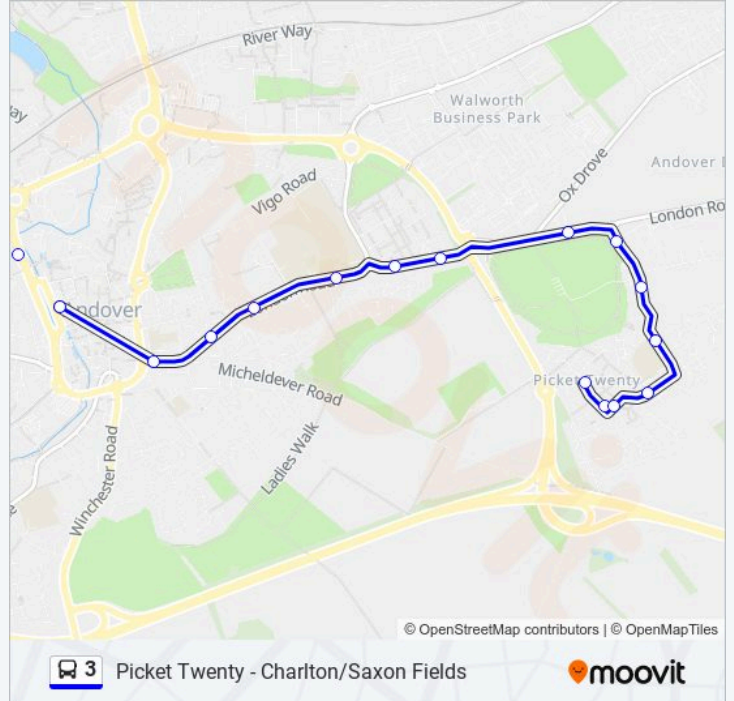 River Way
Walworth
Business Park
Vigo Road
Ox Drove
Andover
London Ro
Andover
Micheldever Road
Picket Twenty
Ladies Walk
Winchester Road
© OpenStreetMap contributors | © OpenMapTiles
3 Picket Twenty - Charlton/Saxon Fields
moovit